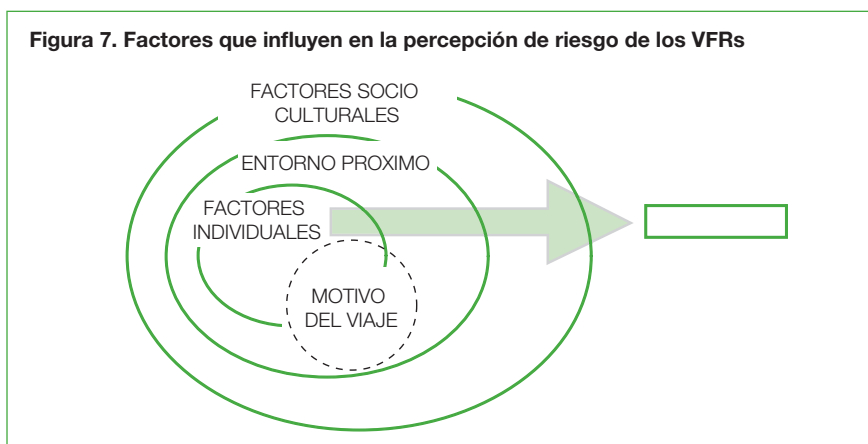 Figura 7. Factores que influyen en la percepción de riesgo de los VFRs
FACTORES SOCIO
CULTURALES
ENTORNO PROXIMO
FACTORES
INDIVIDUALES
MOTIVO
DEL VIAJE